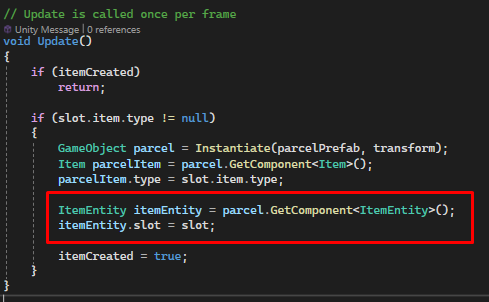 // Update is called once per frame
Unity Message | 0 references
void Update()
{
if (itemCreated)
return;
if (slot.item.type != null)
{
GameObject parcel = Instantiate(parcelPrefab, transform);
Item parcelItem = parcel.GetComponent<Item>();
parcelItem.type = slot.item.type;
ItemEntity itemEntity = parcel.GetComponent<ItemEntity>();
itemEntity.slot = slot;
itemCreated = true;
}
}